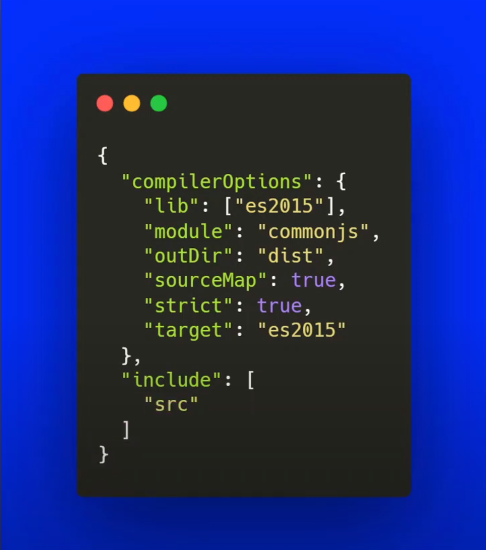 {
  "compilerOptions": {
    "lib": ["es2015"],
    "module": "commonjs",
    "outDir": "dist",
    "sourceMap": true,
    "strict": true,
    "target": "es2015"
  },
  "include": [
    "src"
  ]
}